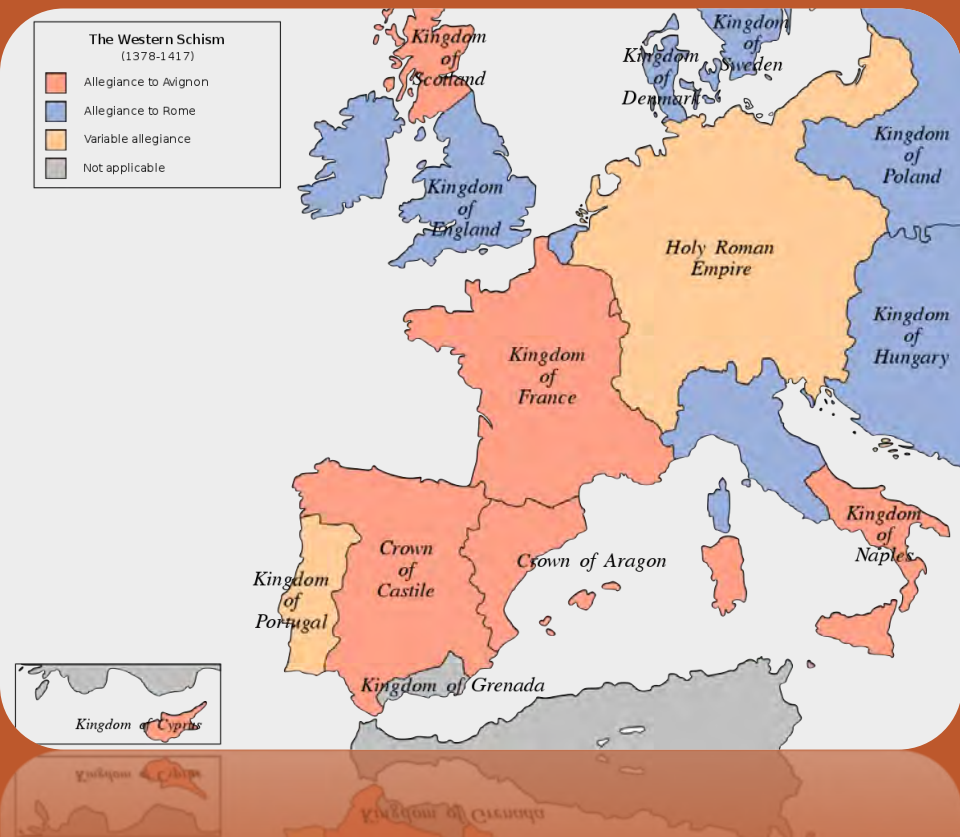 The Western Schism
(1378-1417)
Allegiance to Avignon
Allegiance to Rome
Variable allegiance
Not applicable
Kingdom
of
Scotland
Kingdom
of
Denmark
Kingdom
of
Sweden
Kingdom
of
Poland
Kingdom
of
England
Holy Roman
Empire
Kingdom
of
Hungary
Kingdom
of
France
Kingdom
of
Naples
Crown
of
Castile
Crown of Aragon
Kingdom
of
Portugal
Kingdom of Grenada
Kingdom of Cyprus